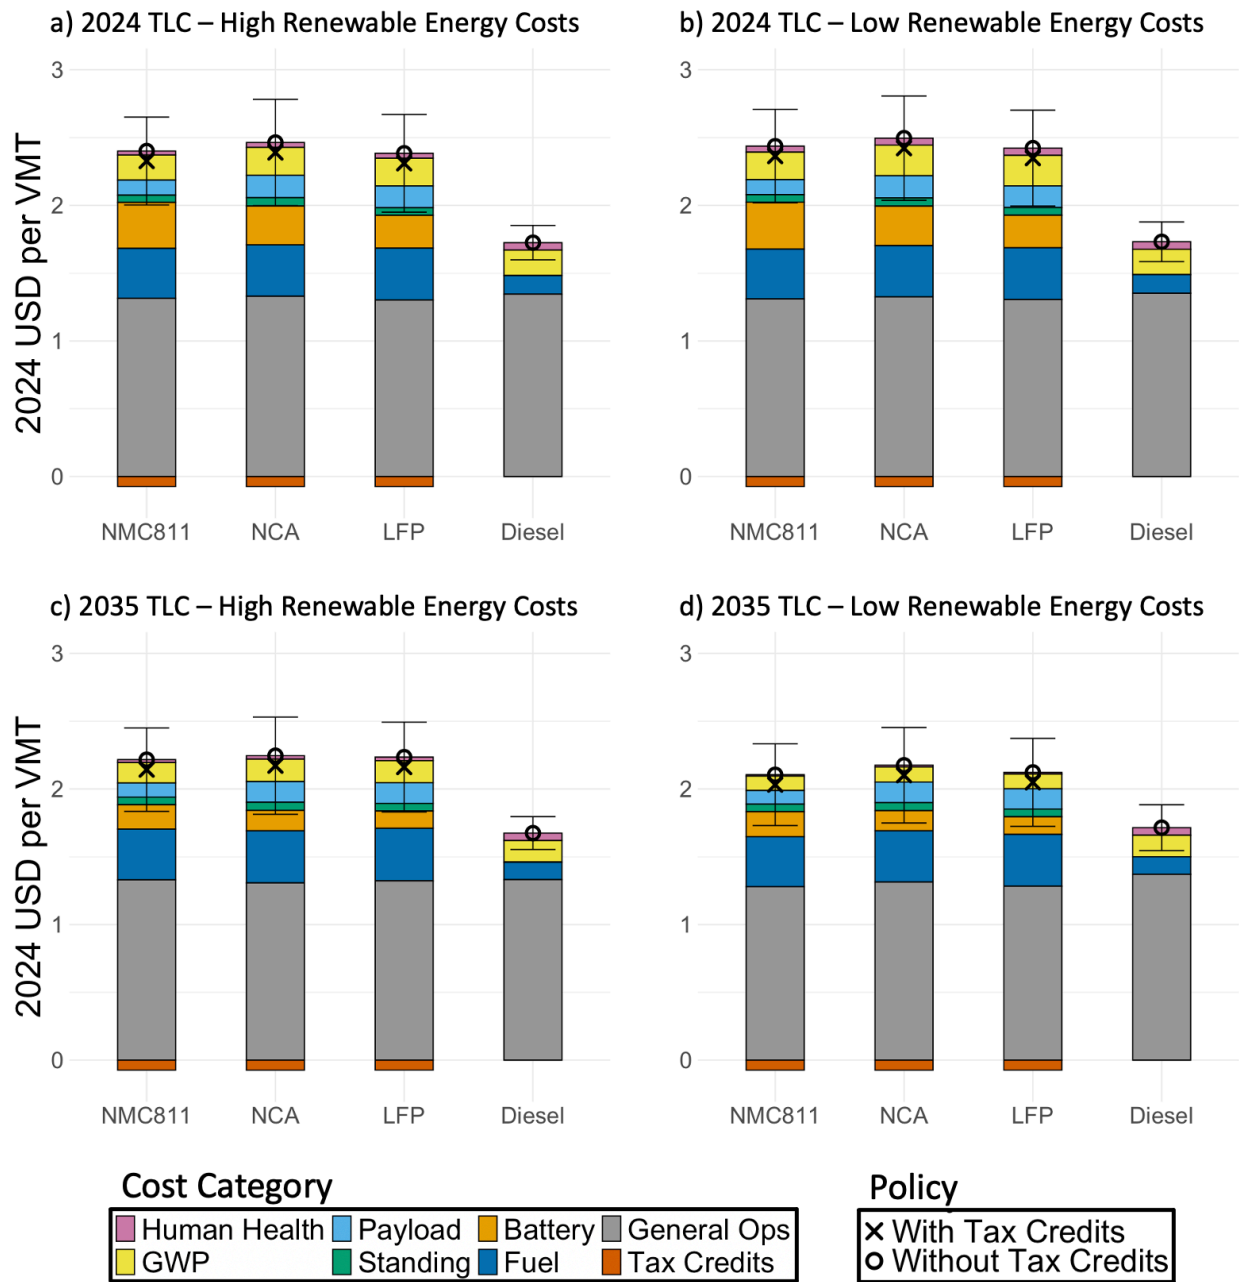 a) 2024 TLC – High Renewable Energy Costs
b) 2024 TLC – Low Renewable Energy Costs
2024 USD per VMT
3
2
1
0
NMC811 NCA LFP Diesel
3
2
1
0
NMC811 NCA LFP Diesel
c) 2035 TLC – High Renewable Energy Costs
d) 2035 TLC – Low Renewable Energy Costs
2024 USD per VMT
3
2
1
0
NMC811 NCA LFP Diesel
3
2
1
0
NMC811 NCA LFP Diesel
Cost Category
Human Health Payload Battery General Ops
GWP Standing Fuel Tax Credits
Policy
With Tax Credits
Without Tax Credits